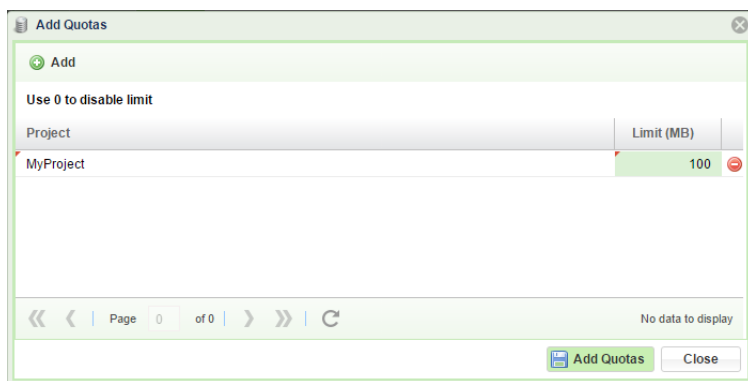 Add Quotas
Add
Use 0 to disable limit
Project Limit (MB)
MyProject 100
Page 0 of 0 No data to display
Add Quotas Close